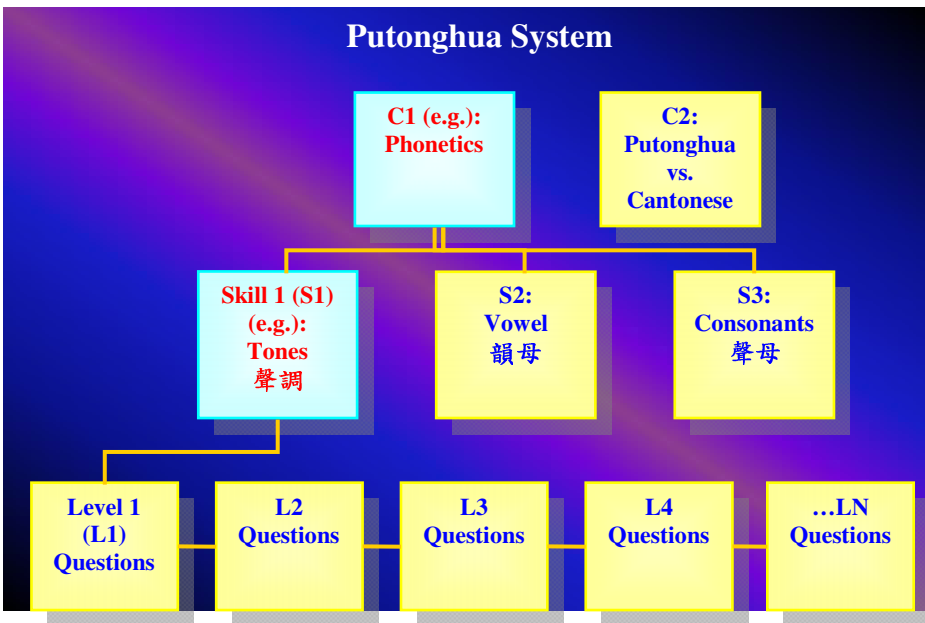 Putonghua System
C1 (e.g.):
Phonetics
C2:
Putonghua
vs.
Cantonese
Skill 1 (S1)
(e.g.):
Tones
聲調
S2:
Vowel
韻母
S3:
Consonants
聲母
Level 1
(L1)
Questions
L2
Questions
L3
Questions
L4
Questions
…LN
Questions